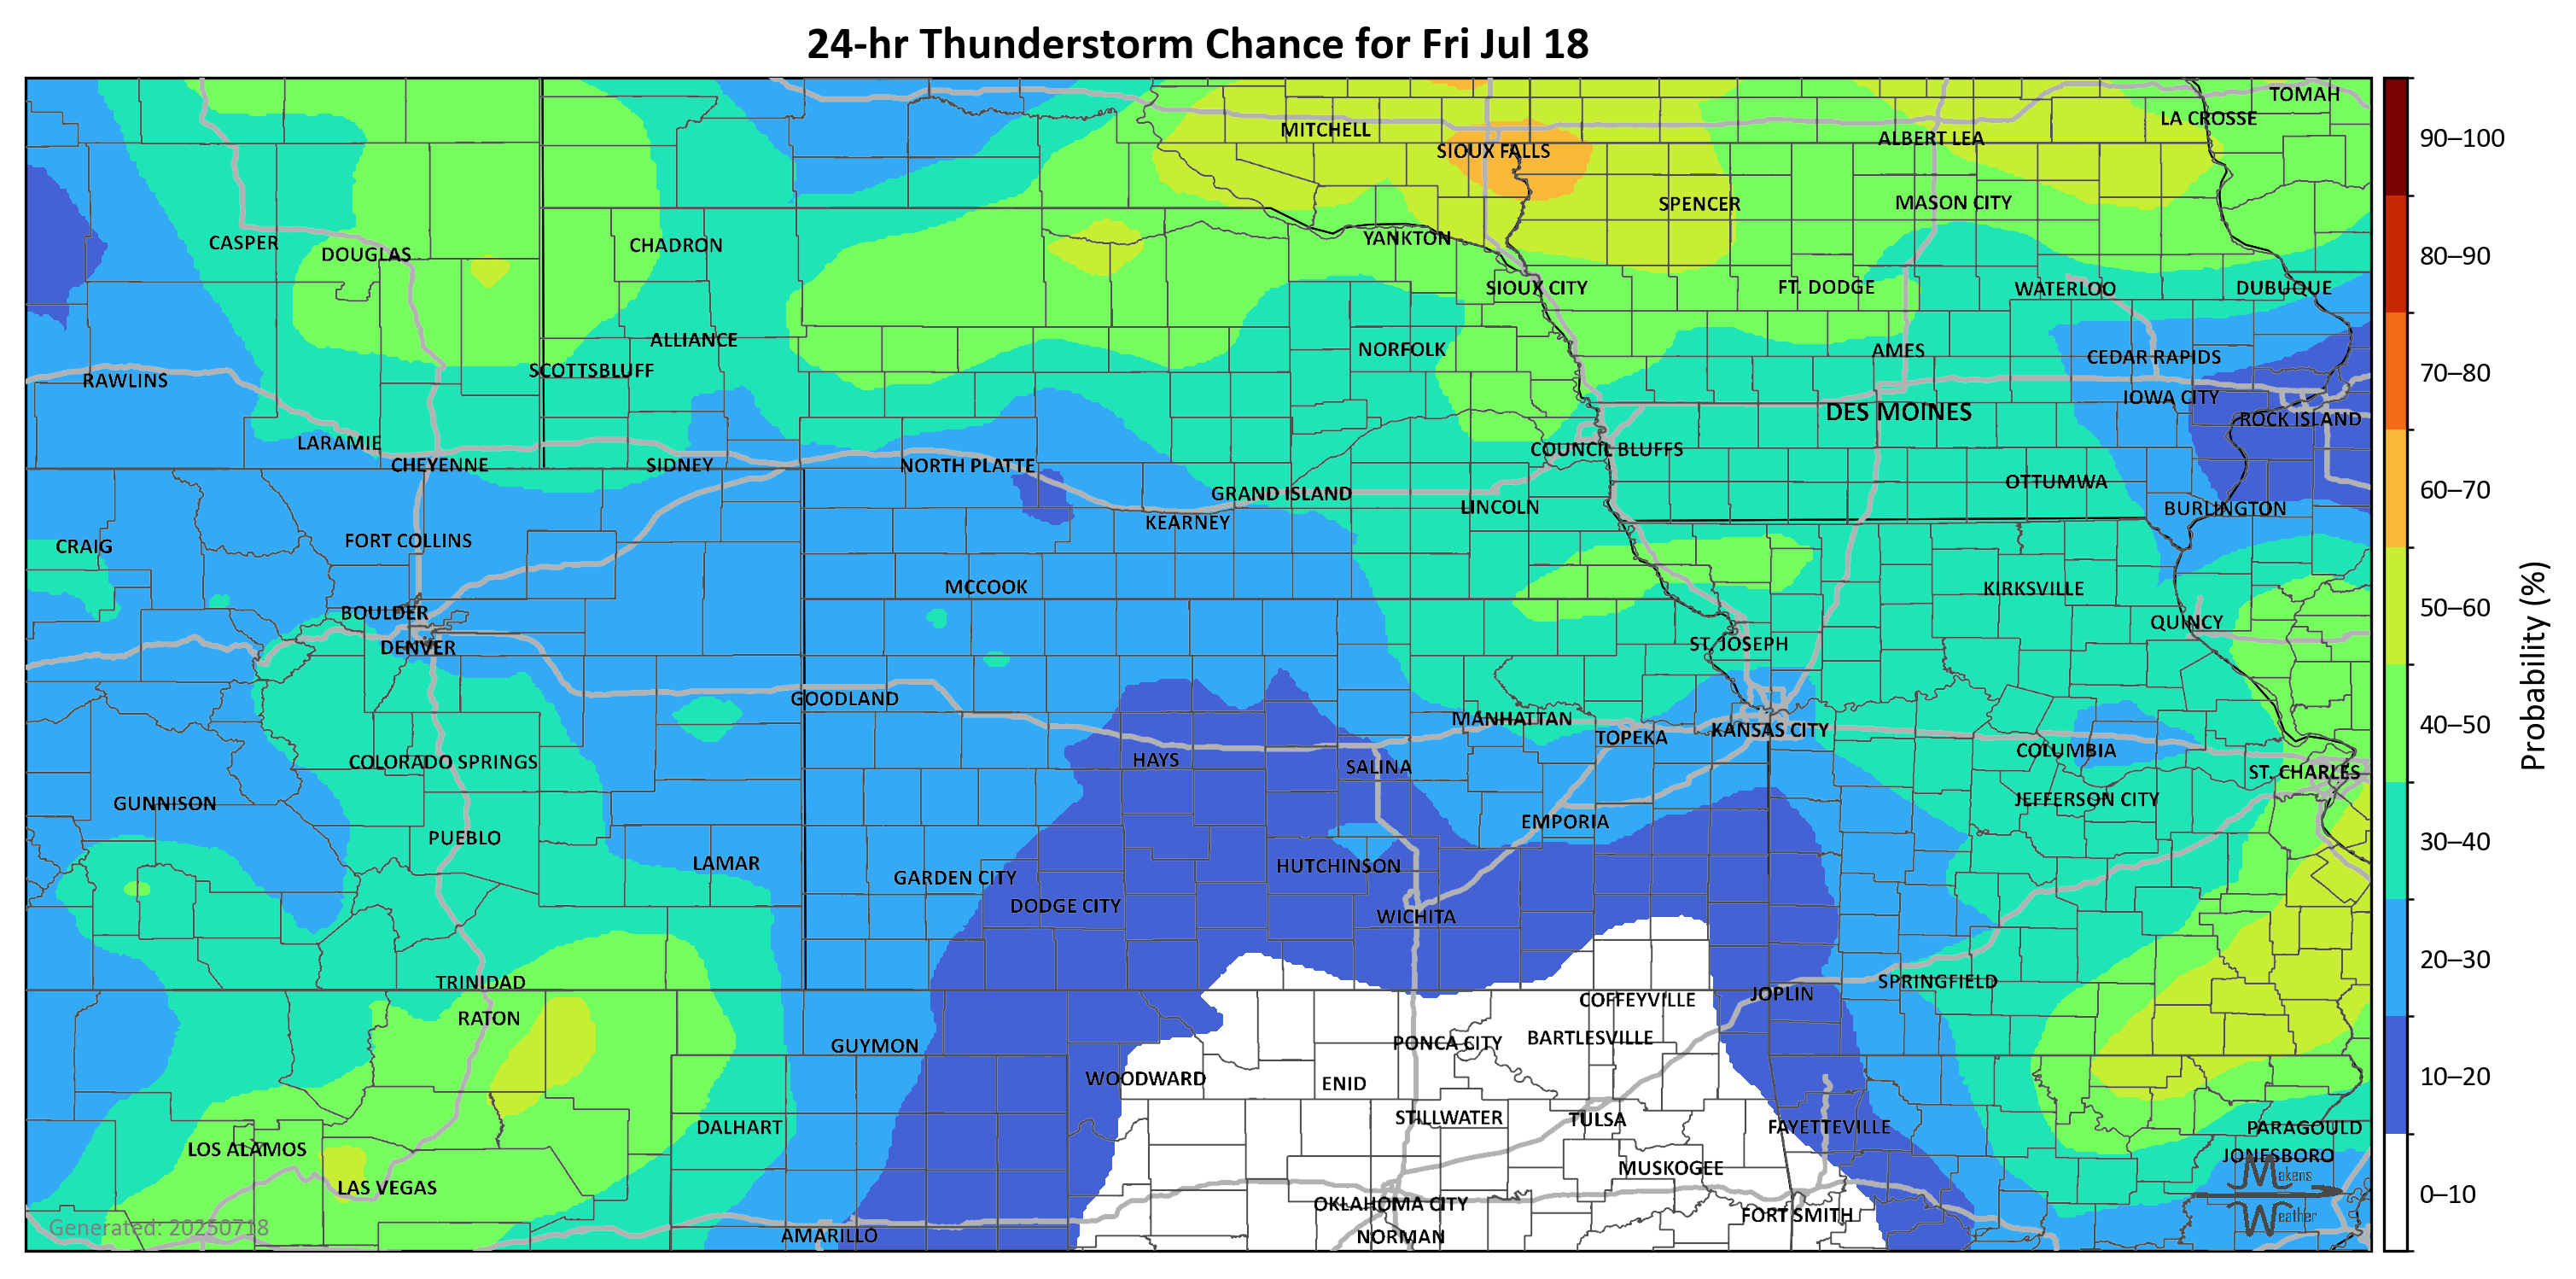 24-hr Thunderstorm Chance for Fri Jul 18
TOMAH
LA CROSSE
MITCHELL
ALBERT LEA
SIOUX FALLS
SPENCER
MASON CITY
CASPER
DOUGLAS
CHADRON
YANKTON
SIOUX CITY
FT. DODGE
WATERLOO
DUBUQUE
ALLIANCE
NORFOLK
AMES
CEDAR RAPIDS
RAWLINS
SCOTTSBLUFF
IOWA CITY
DES MOINES
ROCK ISLAND
LARAMIE
COUNCIL BLUFFS
CHEYENNE
SIDNEY
NORTH PLATTE
OTTUMWA
GRAND ISLAND
LINCOLN
BURLINGTON
KEARNEY
CRAIG
FORT COLLINS
MCCOOK
KIRKSVILLE
BOULDER
QUINCY
DENVER
ST. JOSEPH
GOODLAND
MANHATTAN
TOPEKA
KANSAS CITY
COLUMBIA
COLORADO SPRINGS
HAYS
SALINA
ST. CHARLES
GUNNISON
JEFFERSON CITY
EMPORIA
PUEBLO
LAMAR
HUTCHINSON
GARDEN CITY
DODGE CITY
WICHITA
TRINIDAD
SPRINGFIELD
JOPLIN
COFFEYVILLE
RATON
GUYMON
PONCA CITY
BARTLESVILLE
WOODWARD
ENID
STILLWATER
TULSA
DALHART
FAYETTEVILLE
PARAGOULD
LOS ALAMOS
JONESBORO
MUSKOGEE
LAS VEGAS
OKLAHOMA CITY
FORT SMITH
AMARILLO
NORMAN
Generated: 20250718
Makens
Weather
90–100
80–90
70–80
60–70
50–60
40–50
30–40
20–30
10–20
0–10
Probability (%)